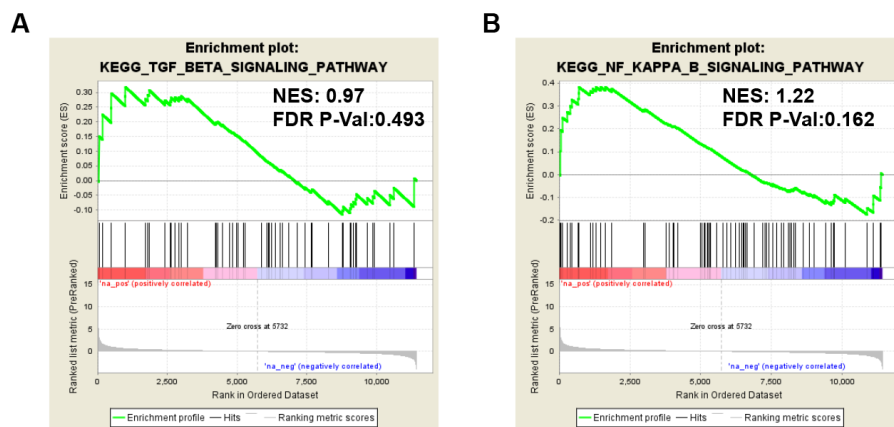 A
Enrichment plot:
KEGG_TGF_BETA_SIGNALING_PATHWAY
NES: 0.97
FDR P-Val:0.493
Enrichment score (ES)
0.30
0.25
0.20
0.15
0.10
0.05
0.00
-0.05
-0.10
'na_pos' (positively correlated)
Ranked list metric (PreRanked)
15
10
5
0
Zero cross at 5732
'na_neg' (negatively correlated)
0
2,500
5,000
7,500
10,000
Rank in Ordered Dataset
Enrichment profile
Hits
Ranking metric scores
B
Enrichment plot:
KEGG_NF_KAPPA_B_SIGNALING_PATHWAY
NES: 1.22
FDR P-Val:0.162
Enrichment score (ES)
0.4
0.3
0.2
0.1
0.0
-0.1
-0.2
'na_pos' (positively correlated)
Ranked list metric (PreRanked)
15
10
5
0
Zero cross at 5732
'na_neg' (negatively correlated)
0
2,500
5,000
7,500
10,000
Rank in Ordered Dataset
Enrichment profile
Hits
Ranking metric scores